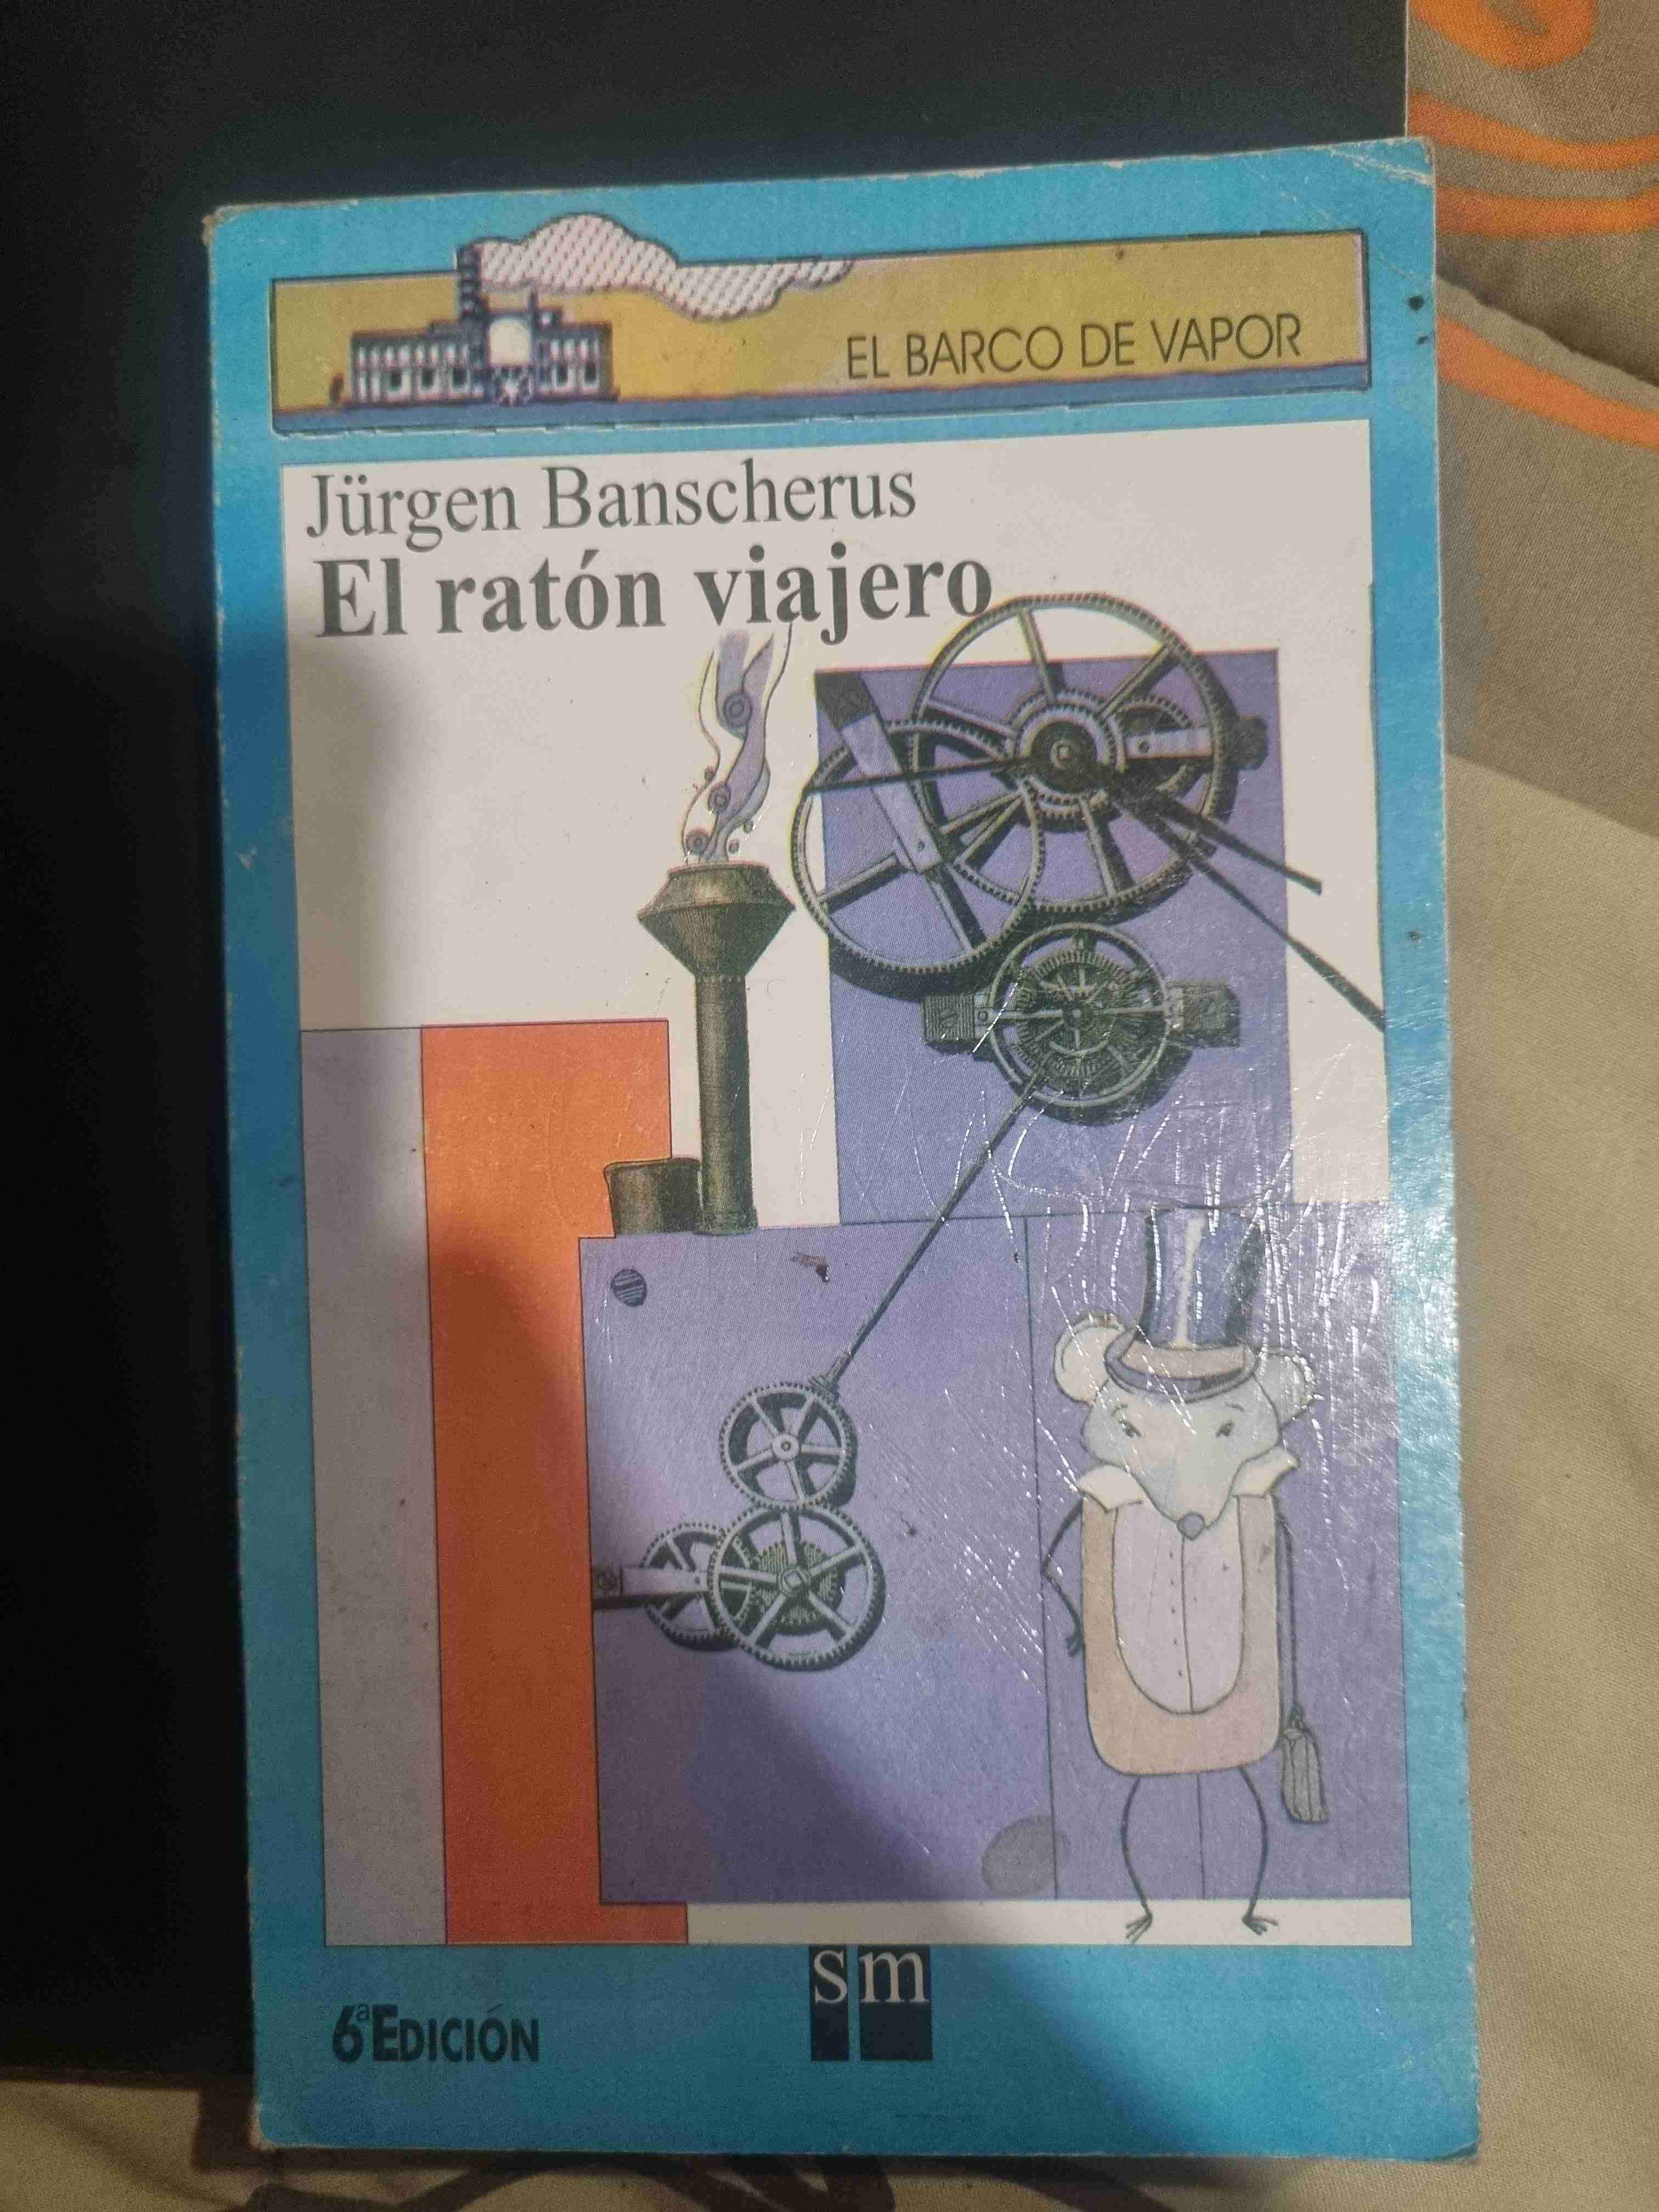 EL BARCO DE VAPOR
Jürgen Banscherus
El ratón viajero
6ª EDICIÓN
sm